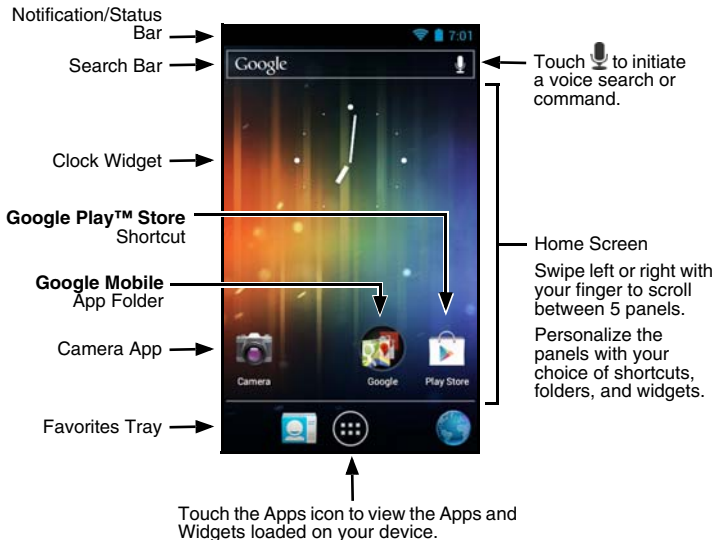 Notification/Status
Bar
7:01
Search Bar
Google
Touch to initiate
a voice search or
command.
Clock Widget
Google Play™ Store
Shortcut
Home Screen
Swipe left or right with
your finger to scroll
between 5 panels.
Personalize the
panels with your
choice of shortcuts,
folders, and widgets.
Google Mobile
App Folder
Camera App
Camera
Google
Play Store
Favorites Tray
Touch the Apps icon to view the Apps and
Widgets loaded on your device.